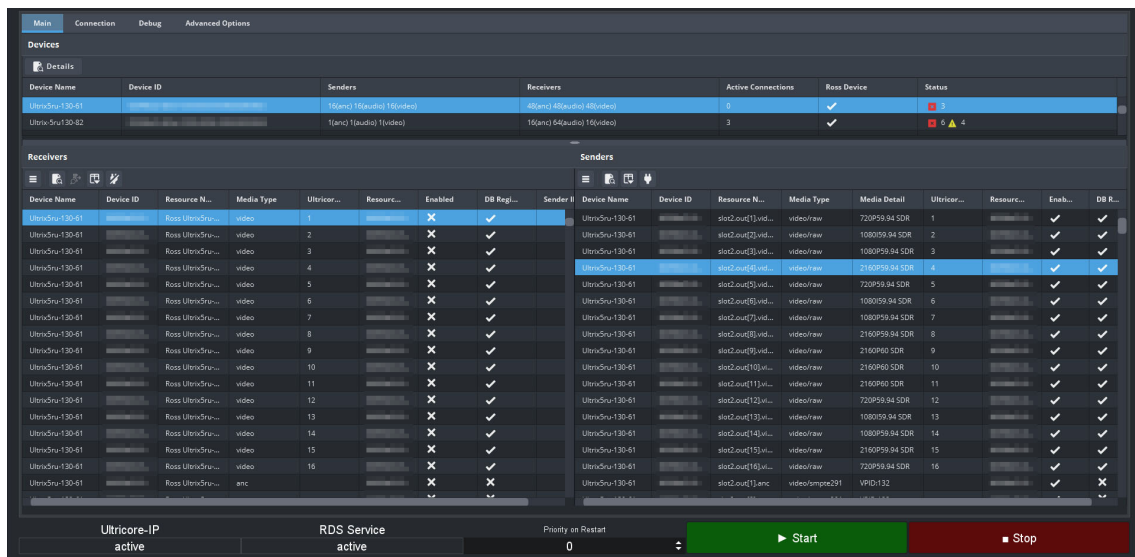 Main Connection Debug Advanced Options
Devices
Details
Device Name Device ID Senders Receivers Active Connections Ross Device Status
Ultrix5ru-130-61 16(anc) 16(audio) 16(video) 48(anc) 48(audio) 48(video) 0 3
Ultrix-5ru130-82 1(anc) 1(audio) 1(video) 16(anc) 64(audio) 16(video) 3 6 4
Receivers
Device Name Device ID Resource N... Media Type Ultricor... Resourc... Enabled DB Regi... Sender I
Ultrix5ru-130-61 Ross Ultrix5ru-... video 1
Ultrix5ru-130-61 Ross Ultrix5ru-... video 2
Ultrix5ru-130-61 Ross Ultrix5ru-... video 3
Ultrix5ru-130-61 Ross Ultrix5ru-... video 4
Ultrix5ru-130-61 Ross Ultrix5ru-... video 5
Ultrix5ru-130-61 Ross Ultrix5ru-... video 6
Ultrix5ru-130-61 Ross Ultrix5ru-... video 7
Ultrix5ru-130-61 Ross Ultrix5ru-... video 8
Ultrix5ru-130-61 Ross Ultrix5ru-... video 9
Ultrix5ru-130-61 Ross Ultrix5ru-... video 10
Ultrix5ru-130-61 Ross Ultrix5ru-... video 11
Ultrix5ru-130-61 Ross Ultrix5ru-... video 12
Ultrix5ru-130-61 Ross Ultrix5ru-... video 13
Ultrix5ru-130-61 Ross Ultrix5ru-... video 14
Ultrix5ru-130-61 Ross Ultrix5ru-... video 15
Ultrix5ru-130-61 Ross Ultrix5ru-... video 16
Ultrix5ru-130-61 Ross Ultrix5ru-... anc
Senders
Device Name Device ID Resource N... Media Type Media Detail Ultricor... Resourc... Enab... DB R...
Ultrix5ru-130-61 slot2.out[1].vid... video/raw 720P59.94 SDR 1
Ultrix5ru-130-61 slot2.out[2].vid... video/raw 1080I59.94 SDR 2
Ultrix5ru-130-61 slot2.out[3].vid... video/raw 1080P59.94 SDR 3
Ultrix5ru-130-61 slot2.out[4].vid... video/raw 2160P59.94 SDR 4
Ultrix5ru-130-61 slot2.out[5].vid... video/raw 720P59.94 SDR 5
Ultrix5ru-130-61 slot2.out[6].vid... video/raw 1080I59.94 SDR 6
Ultrix5ru-130-61 slot2.out[7].vid... video/raw 1080P59.94 SDR 7
Ultrix5ru-130-61 slot2.out[8].vid... video/raw 2160P59.94 SDR 8
Ultrix5ru-130-61 slot2.out[9].vid... video/raw 2160P60 SDR 9
Ultrix5ru-130-61 slot2.out[10].vi... video/raw 2160P60 SDR 10
Ultrix5ru-130-61 slot2.out[11].vi... video/raw 2160P60 SDR 11
Ultrix5ru-130-61 slot2.out[12].vi... video/raw 720P59.94 SDR 12
Ultrix5ru-130-61 slot2.out[13].vi... video/raw 1080I59.94 SDR 13
Ultrix5ru-130-61 slot2.out[14].vi... video/raw 1080P59.94 SDR 14
Ultrix5ru-130-61 slot2.out[15].vi... video/raw 2160P59.94 SDR 15
Ultrix5ru-130-61 slot2.out[16].vi... video/raw 720P59.94 SDR 16
Ultrix5ru-130-61 slot2.out[1].anc video/smpte291 VPID:132
Ultricore-IP RDS Service Priority on Restart
active active 0 Start Stop